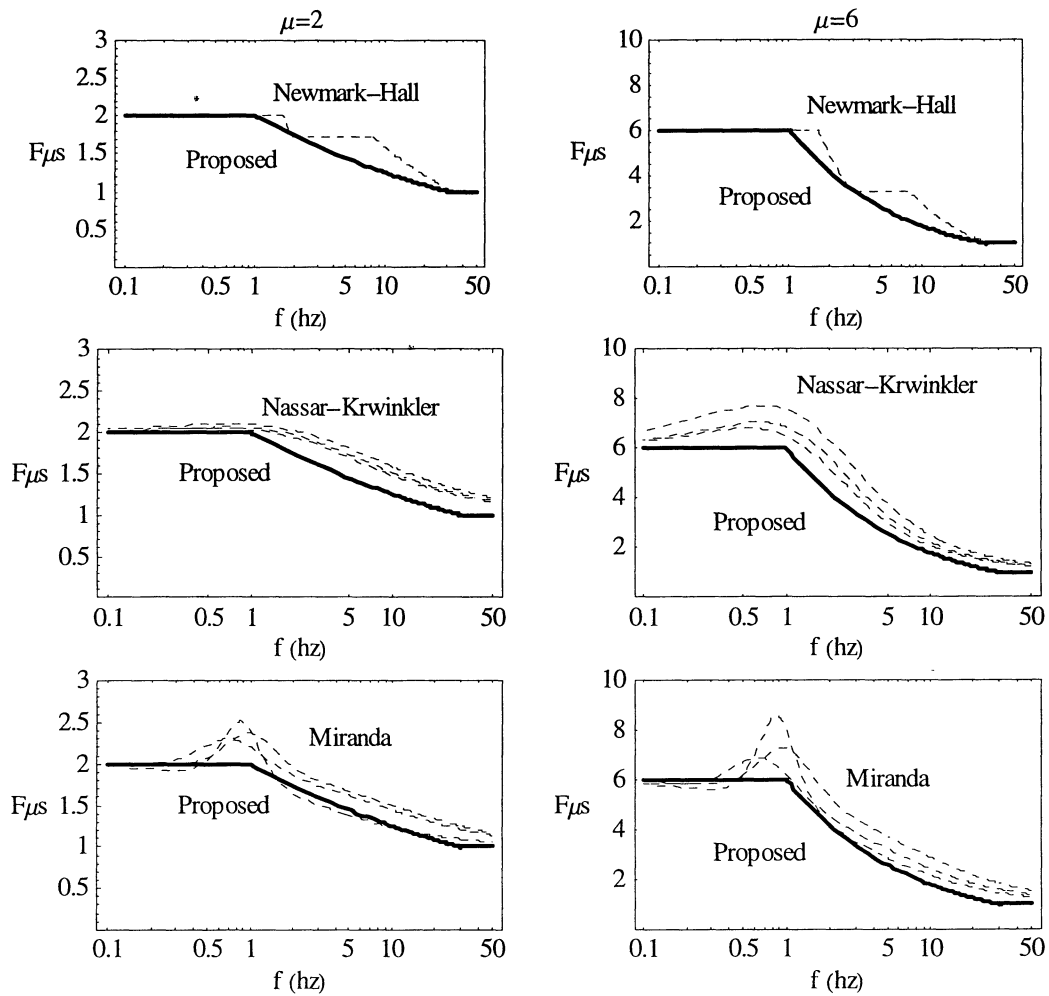 μ=2
3
2.5
2
1.5
1
0.5
Fμs
Newmark–Hall
Proposed
0.1 0.5 1 5 10 50
f (hz)
μ=6
10
8
6
4
2
Fμs
Newmark–Hall
Proposed
0.1 0.5 1 5 10 50
f (hz)
3
2.5
2
1.5
1
0.5
Fμs
Nassar–Krwinkler
Proposed
0.1 0.5 1 5 10 50
f (hz)
10
8
6
4
2
Fμs
Nassar–Krwinkler
Proposed
0.1 0.5 1 5 10 50
f (hz)
3
2.5
2
1.5
1
0.5
Fμs
Miranda
Proposed
0.1 0.5 1 5 10 50
f (hz)
10
8
6
4
2
Fμs
Miranda
Proposed
0.1 0.5 1 5 10 50
f (hz)